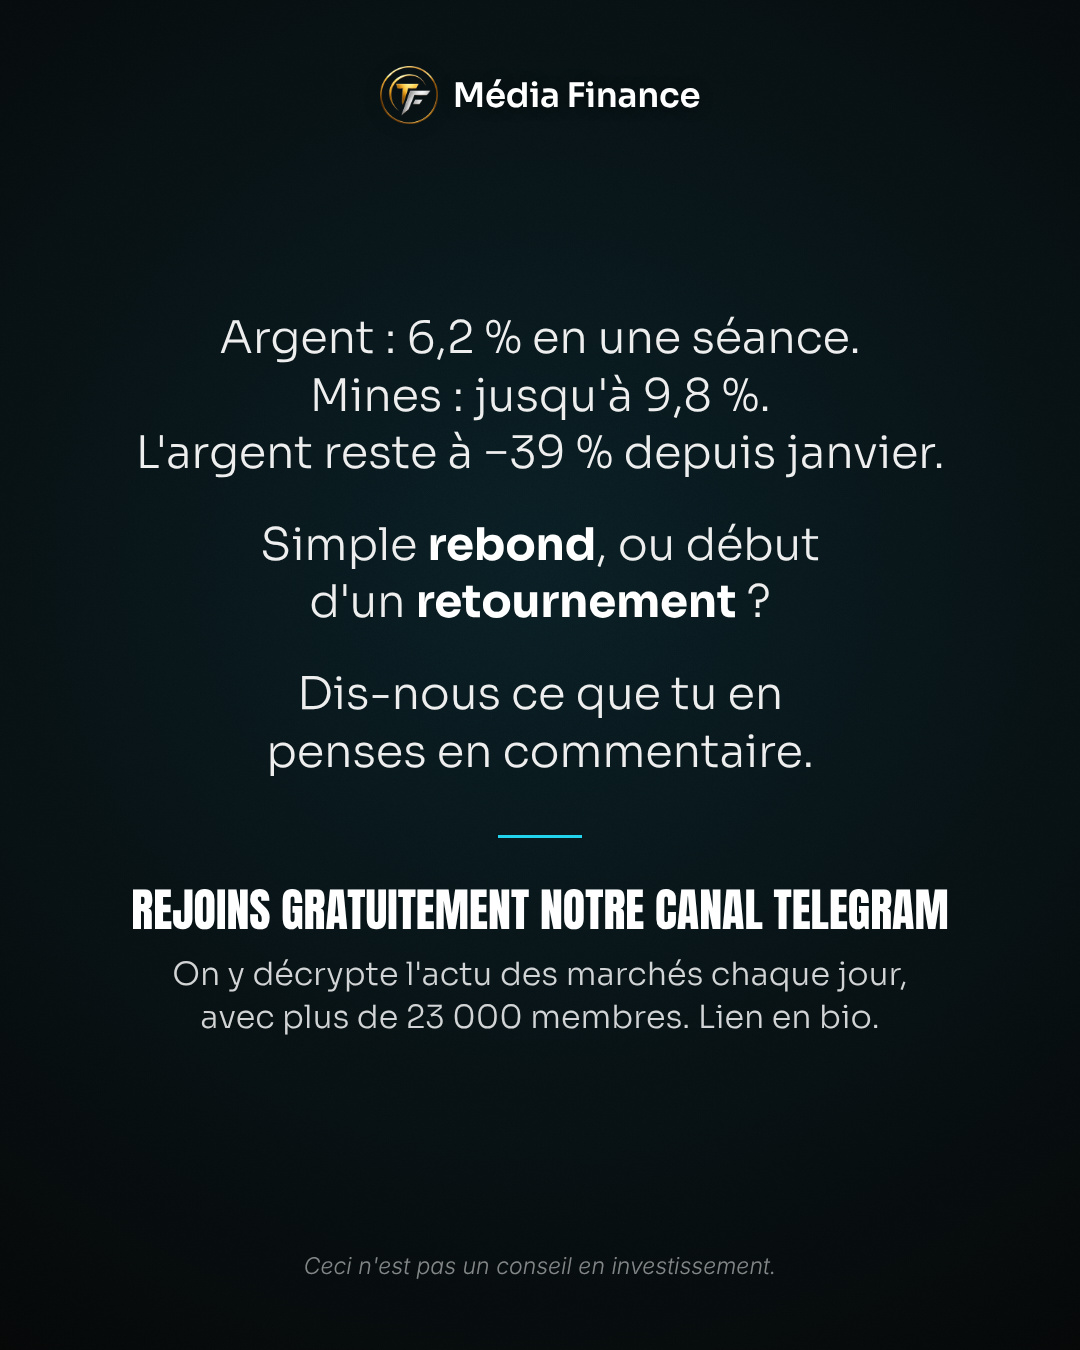 TF Média Finance
Argent : 6,2 % en une séance.
Mines : jusqu'à 9,8 %.
L'argent reste à −39 % depuis janvier.
Simple rebond, ou début
d'un retournement ?
Dis-nous ce que tu en
penses en commentaire.
REJOINS GRATUITEMENT NOTRE CANAL TELEGRAM
On y décrypte l'actu des marchés chaque jour,
avec plus de 23 000 membres. Lien en bio.
Ceci n'est pas un conseil en investissement.